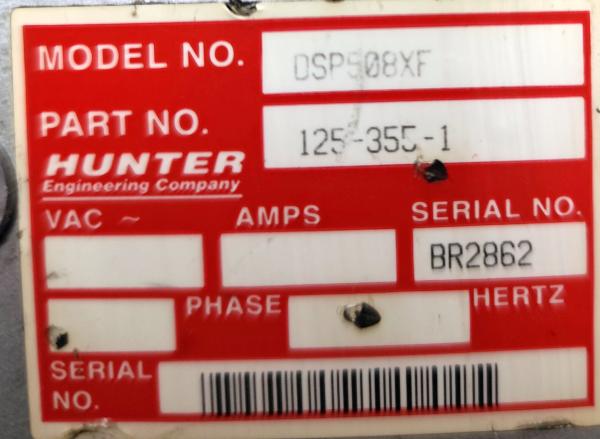 MODEL NO. DSP508XF
PART NO. 125-355-1
HUNTER
Engineering Company
VAC ~ AMPS SERIAL NO.
BR2862
PHASE HERTZ
SERIAL
NO.